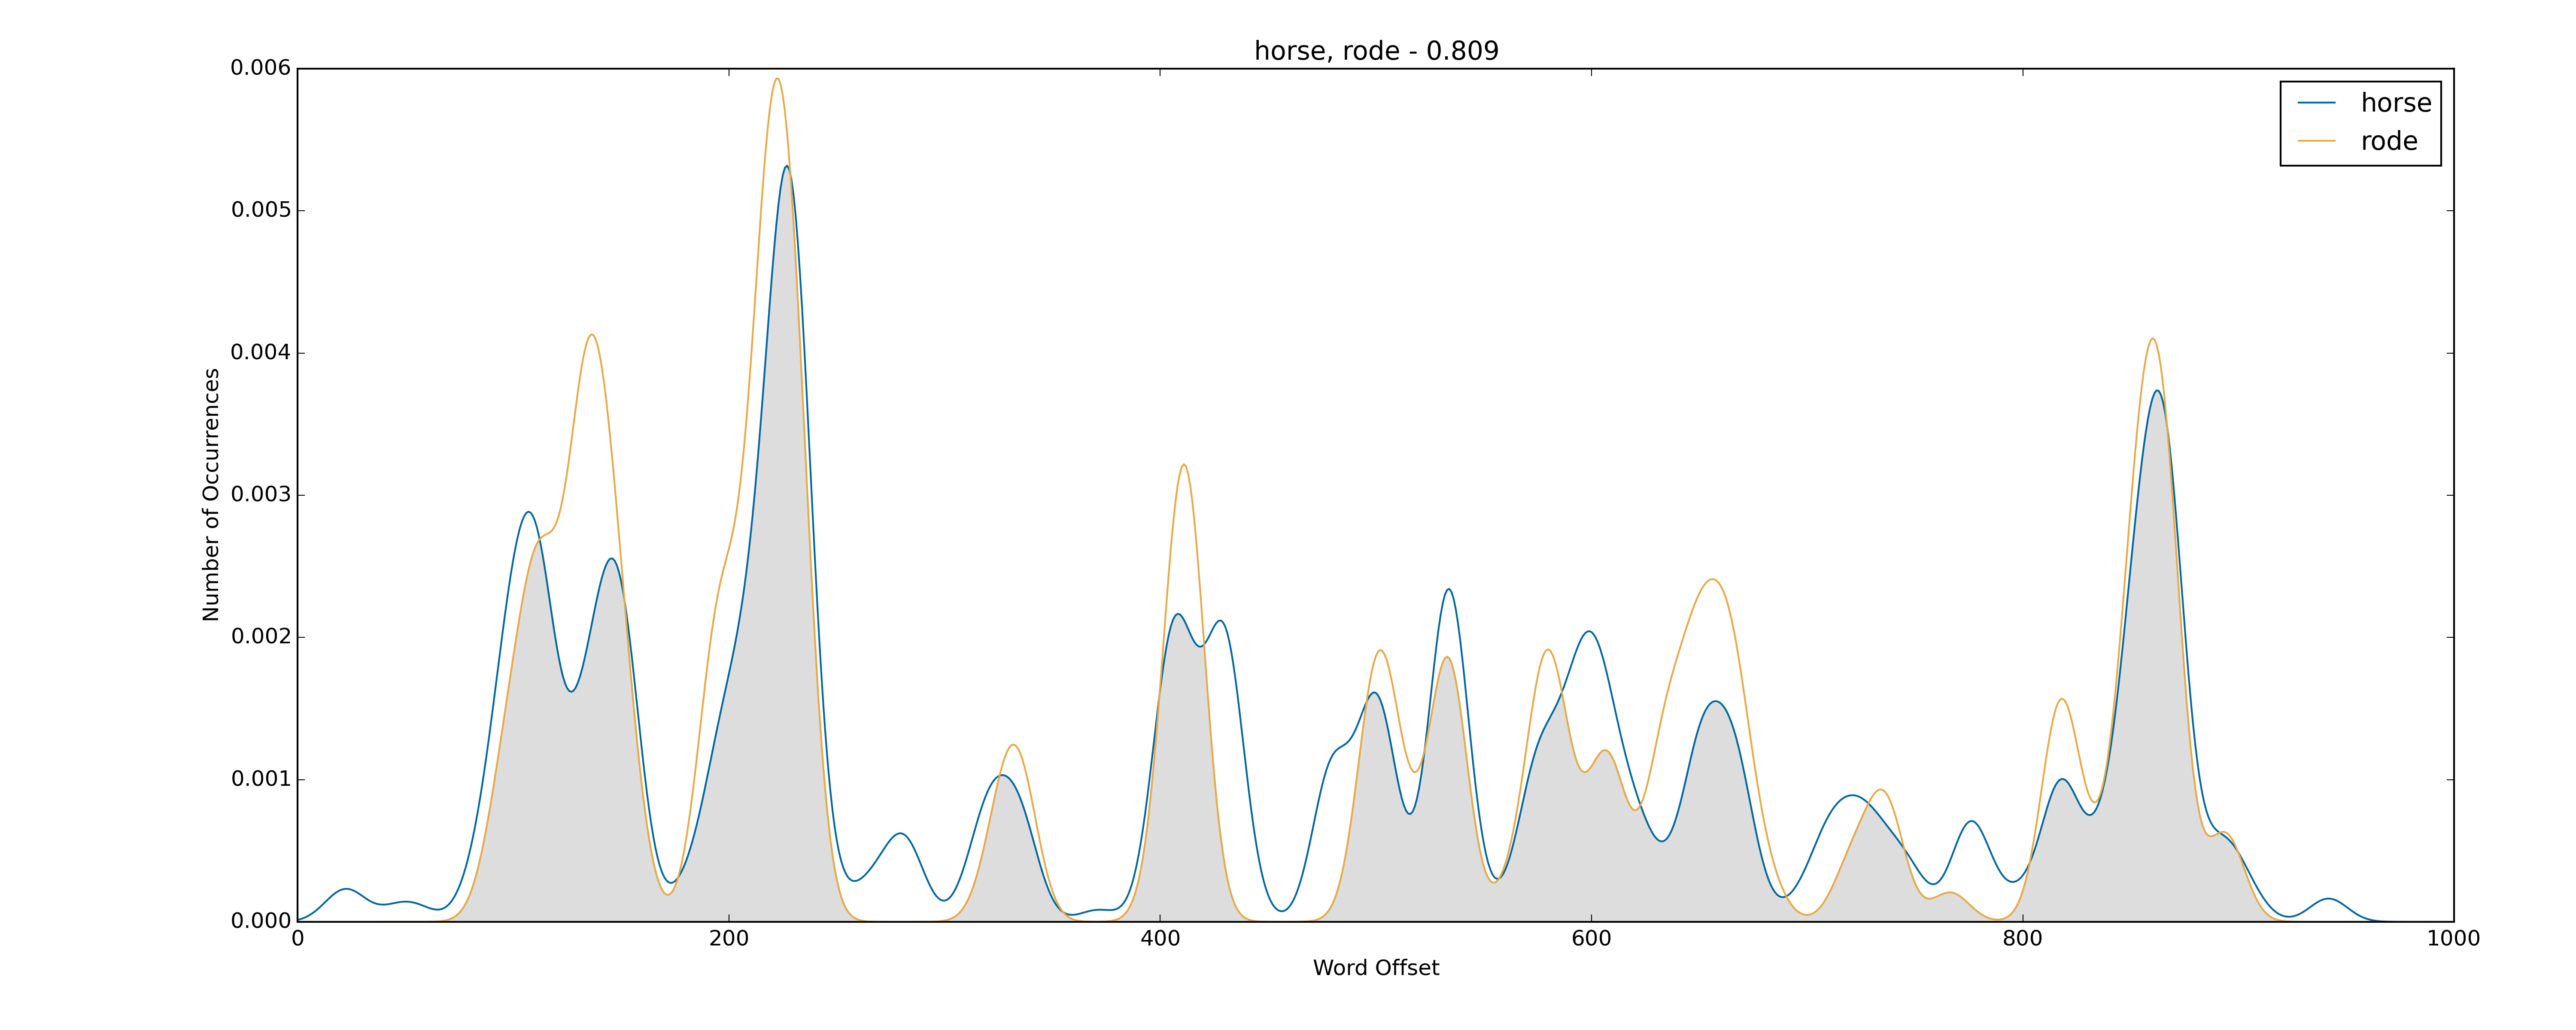 horse, rode - 0.809
0.006
0.005
0.004
0.003
0.002
0.001
0.000
Number of Occurrences
horse
rode
0 200 400 600 800 1000
Word Offset